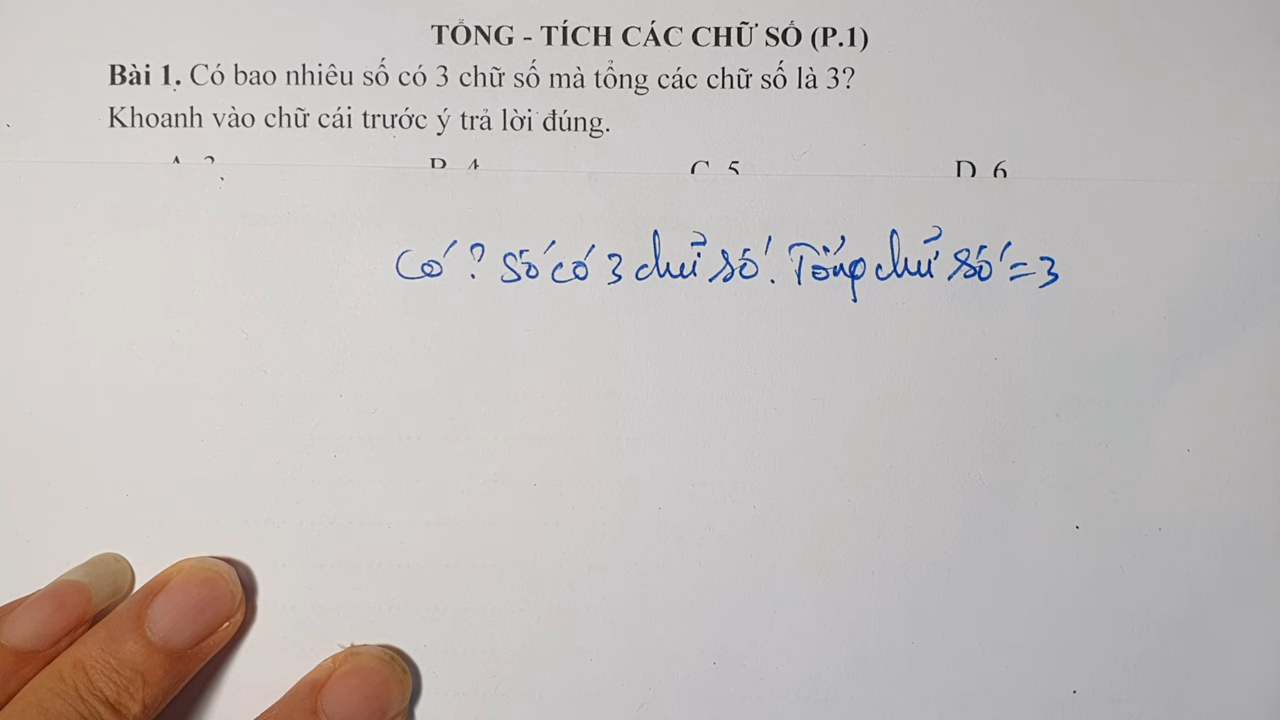 TỔNG - TÍCH CÁC CHỮ SỐ (P.1)
Bài 1. Có bao nhiêu số có 3 chữ số mà tổng các chữ số là 3?
Khoanh vào chữ cái trước ý trả lời đúng.
A. 3 B. 4 C. 5 D. 6
Có ? số có 3 chữ số. Tổng chữ số = 3